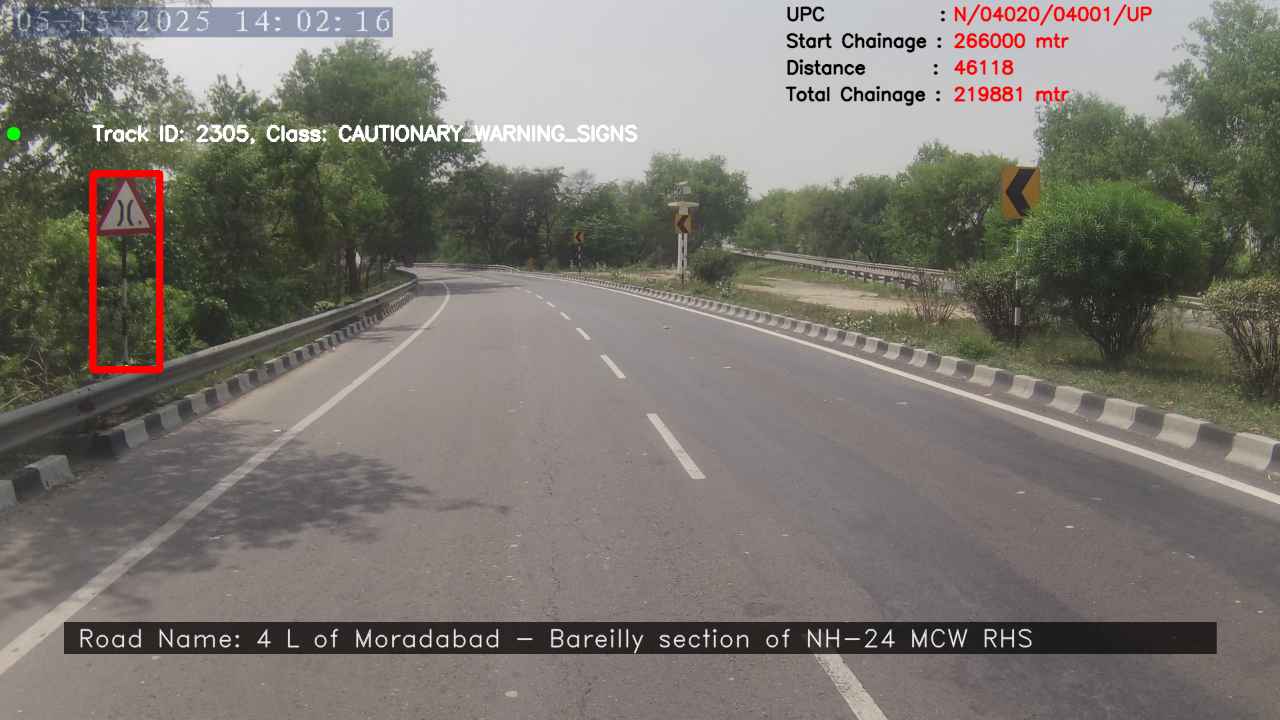 05-15-2025 14:02:16
UPC : N/04020/04001/UP
Start Chainage : 266000 mtr
Distance : 46118
Total Chainage : 219881 mtr
Track ID: 2305, Class: CAUTIONARY_WARNING_SIGNS
Road Name: 4 L of Moradabad - Bareilly section of NH-24 MCW RHS